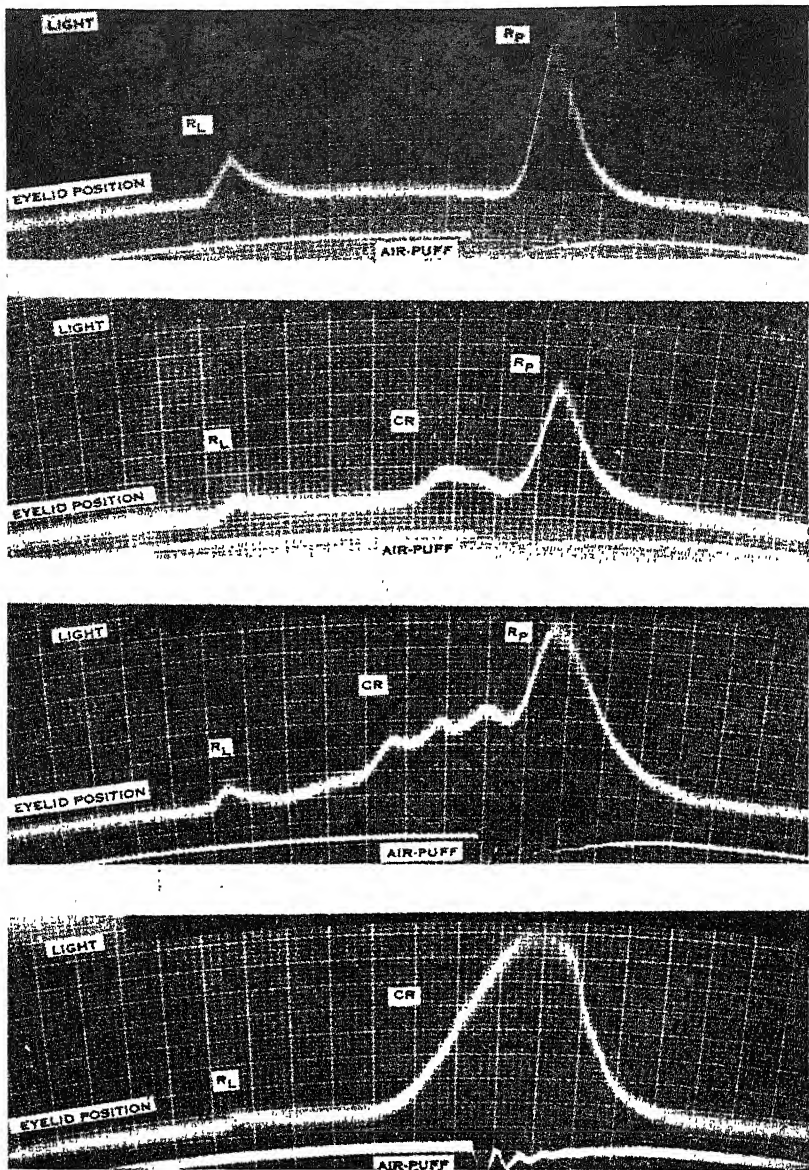 LIGHT
RP
RL
EYELID POSITION
AIR-PUFF
LIGHT
RP
CR
RL
EYELID POSITION
AIR-PUFF
LIGHT
RP
CR
RL
EYELID POSITION
AIR-PUFF
LIGHT
CR
RL
EYELID POSITION
AIR-PUFF